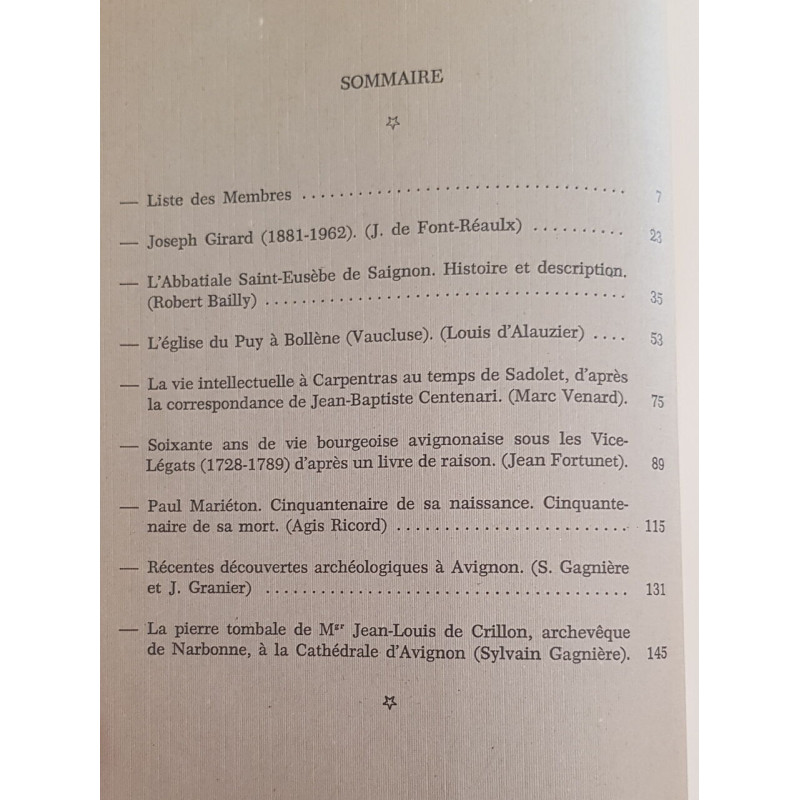 SOMMAIRE
— Liste des Membres .................................. 7
— Joseph Girard (1881-1962). (J. de Font-Réaulx) .......... 23
— L'Abbatiale Saint-Eusèbe de Saignon. Histoire et description.
(Robert Bailly) ...................................... 35
— L'église du Puy à Bollène (Vaucluse). (Louis d'Alauzier) .... 53
— La vie intellectuelle à Carpentras au temps de Sadolet, d'après
la correspondance de Jean-Baptiste Centenari. (Marc Venard). 75
— Soixante ans de vie bourgeoise avignonaise sous les Vice-
Légats (1728-1789) d'après un livre de raison. (Jean Fortunet). 89
— Paul Mariéton. Cinquantenaire de sa naissance. Cinquante-
naire de sa mort. (Agis Ricord) ......................... 115
— Récentes découvertes archéologiques à Avignon. (S. Gagnière
et J. Granier) ....................................... 131
— La pierre tombale de Mgr Jean-Louis de Crillon, archevêque
de Narbonne, à la Cathédrale d'Avignon (Sylvain Gagnière). 145